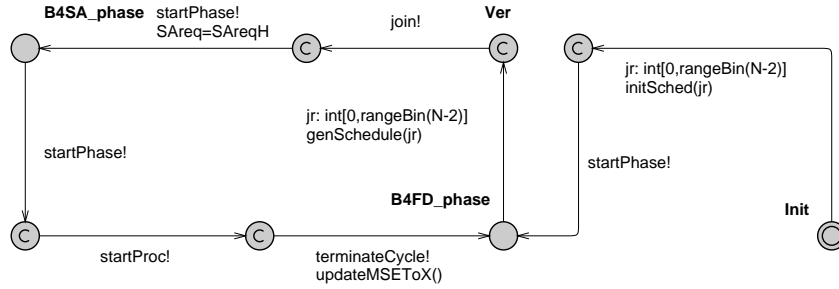 B4SA_phase
startPhase!
SAreq=SAreqH
C
join!
Ver
C
C
jr: int[0,rangeBin(N-2)]
initSched(jr)
jr: int[0,rangeBin(N-2)]
genSchedule(jr)
startPhase!
startPhase!
B4FD_phase
Init
C
startProc!
C
terminateCycle!
updateMSEToX()
C